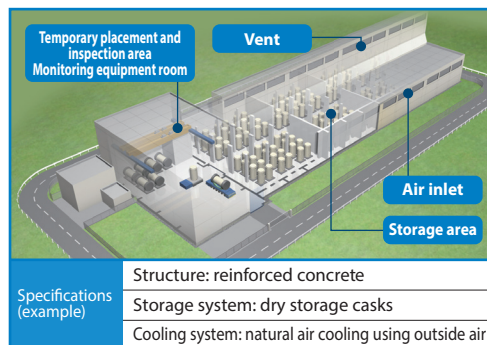 Temporary placement and
inspection area
Monitoring equipment room
Vent
Air inlet
Storage area
Specifications
(example)
Structure: reinforced concrete
Storage system: dry storage casks
Cooling system: natural air cooling using outside air